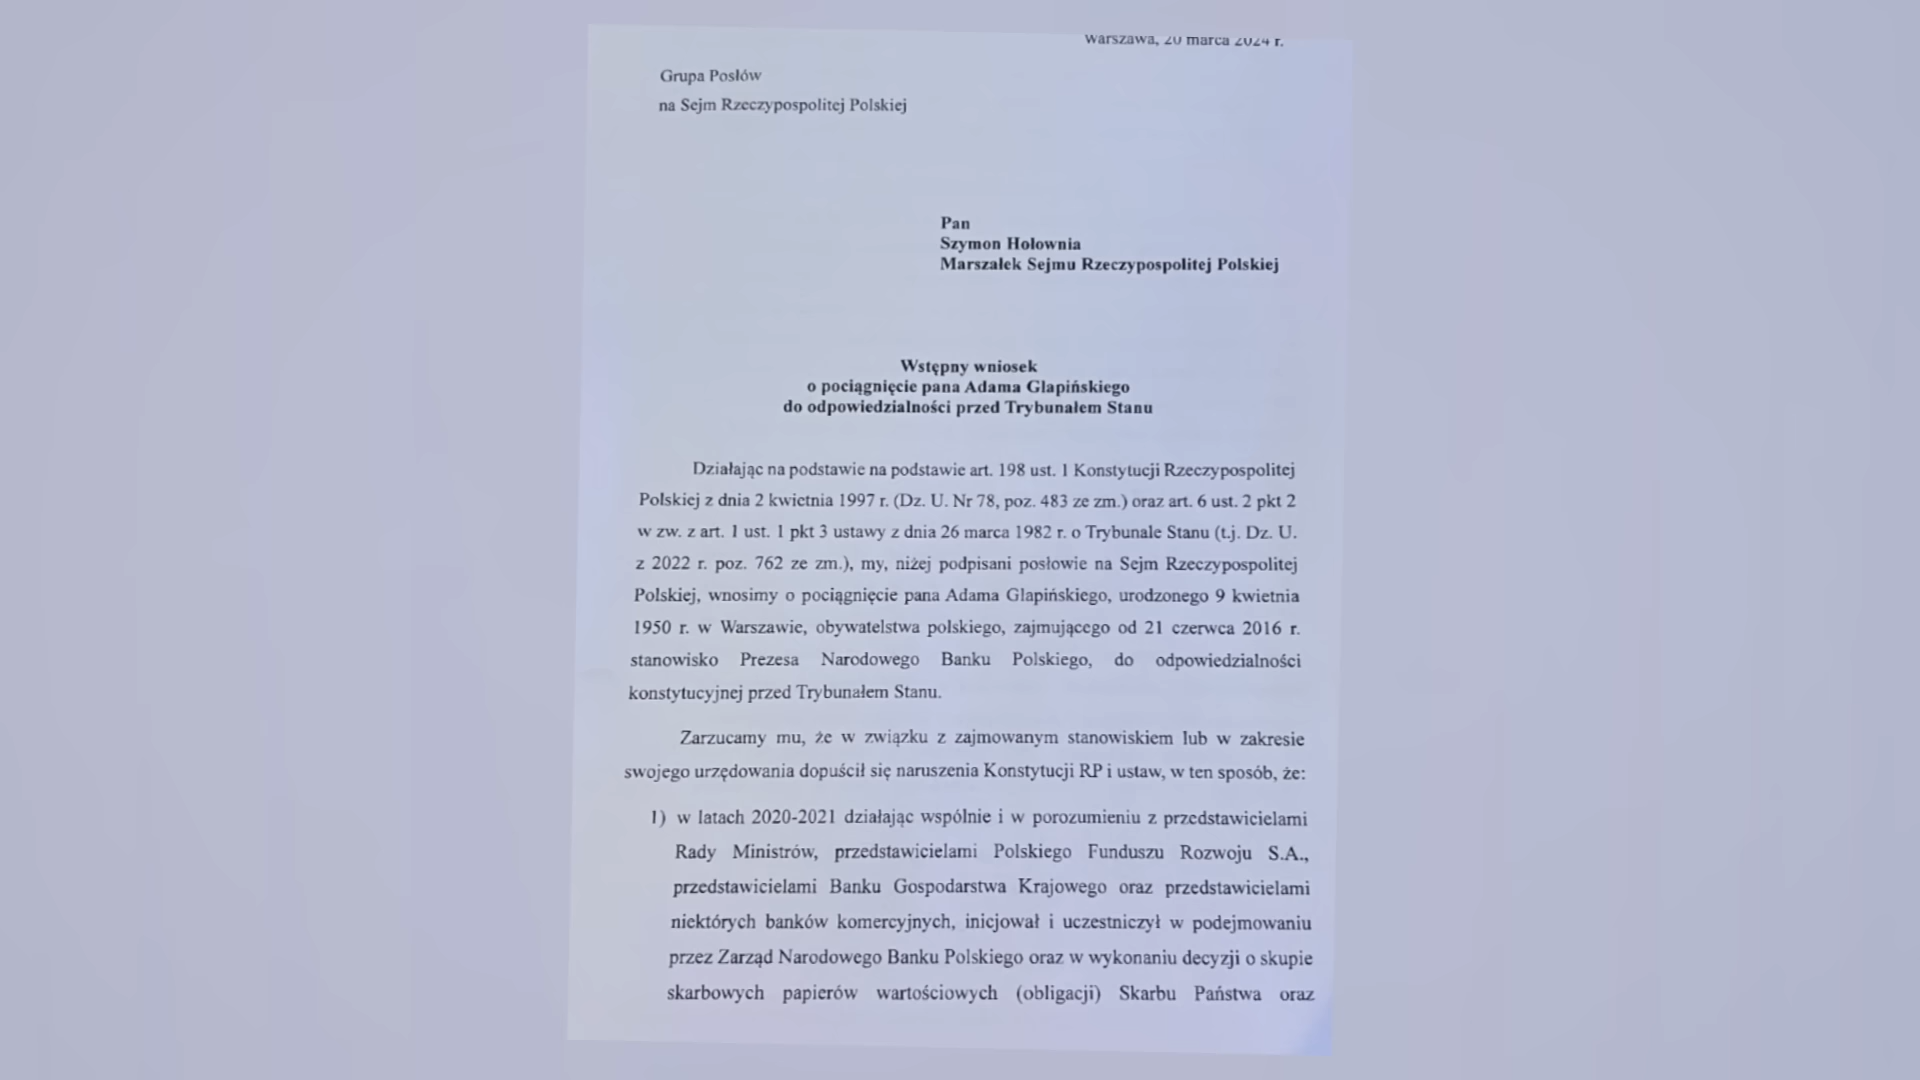 Warszawa, 20 marca 2024 r.
Grupa Posłów
na Sejm Rzeczypospolitej Polskiej
Pan
Szymon Hołownia
Marszałek Sejmu Rzeczypospolitej Polskiej
Wstępny wniosek
o pociągnięcie pana Adama Glapińskiego
do odpowiedzialności przed Trybunałem Stanu
Działając na podstawie na podstawie art. 198 ust. 1 Konstytucji Rzeczypospolitej
Polskiej z dnia 2 kwietnia 1997 r. (Dz. U. Nr 78, poz. 483 ze zm.) oraz art. 6 ust. 2 pkt 2
w zw. z art. 1 ust. 1 pkt 3 ustawy z dnia 26 marca 1982 r. o Trybunale Stanu (t.j. Dz. U.
z 2022 r. poz. 762 ze zm.), my, niżej podpisani posłowie na Sejm Rzeczypospolitej
Polskiej, wnosimy o pociągnięcie pana Adama Glapińskiego, urodzonego 9 kwietnia
1950 r. w Warszawie, obywatelstwa polskiego, zajmującego od 21 czerwca 2016 r.
stanowisko Prezesa Narodowego Banku Polskiego, do odpowiedzialności
konstytucyjnej przed Trybunałem Stanu.
Zarzucamy mu, że w związku z zajmowanym stanowiskiem lub w zakresie
swojego urzędowania dopuścił się naruszenia Konstytucji RP i ustaw, w ten sposób, że:
1) w latach 2020-2021 działając wspólnie i w porozumieniu z przedstawicielami
Rady Ministrów, przedstawicielami Polskiego Funduszu Rozwoju S.A.,
przedstawicielami Banku Gospodarstwa Krajowego oraz przedstawicielami
niektórych banków komercyjnych, inicjował i uczestniczył w podejmowaniu
przez Zarząd Narodowego Banku Polskiego oraz w wykonaniu decyzji o skupie
skarbowych papierów wartościowych (obligacji) Skarbu Państwa oraz